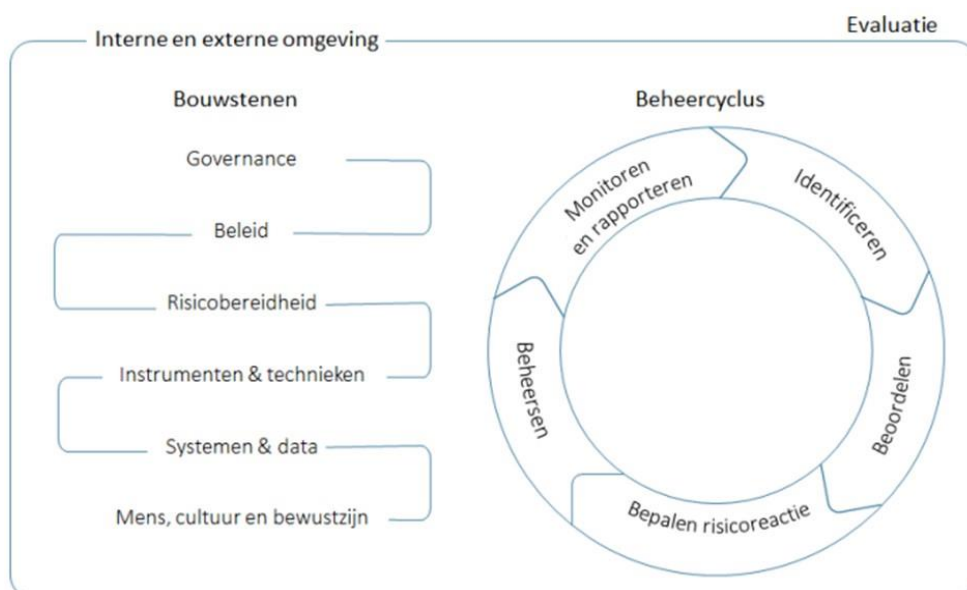 Evaluatie
Interne en externe omgeving
Bouwstenen
Governance
Beleid
Risicobereidheid
Instrumenten & technieken
Systemen & data
Mens, cultuur en bewustzijn
Beheercyclus
Identificeren
Beoordelen
Bepalen risicoreactie
Beheersen
Monitoren
en rapporteren